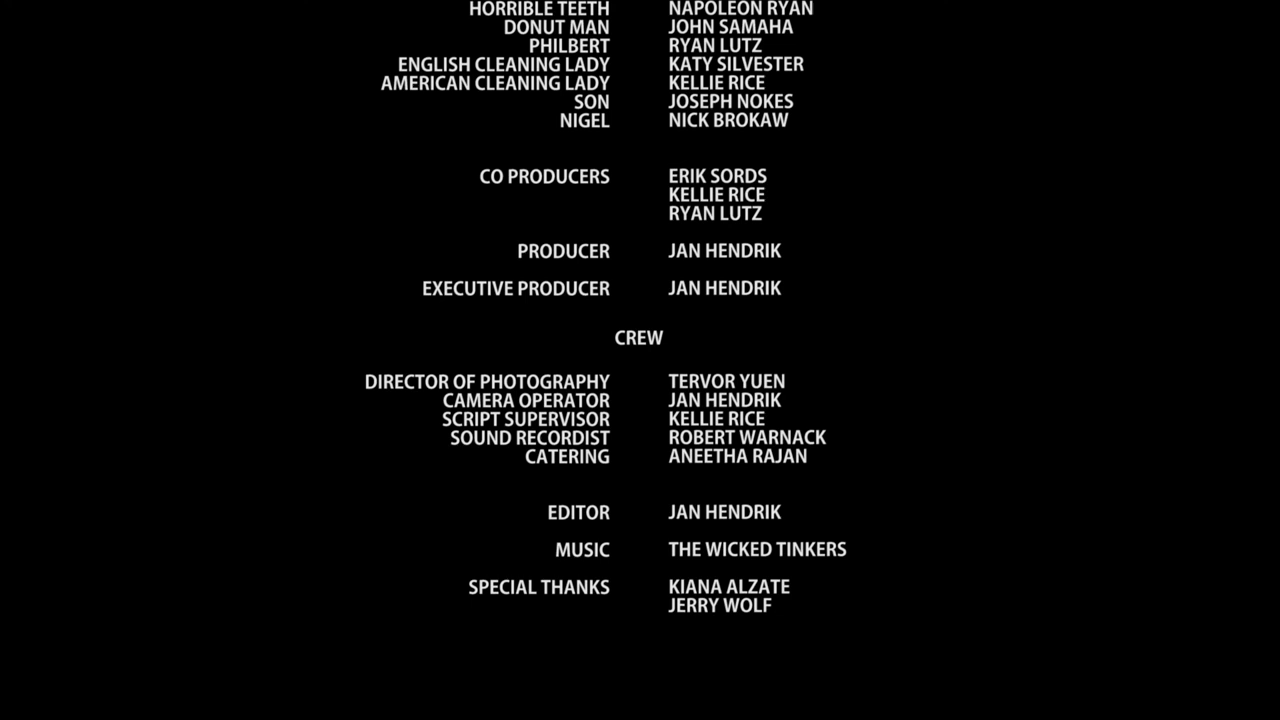 HORRIBLE TEETH NAPOLEON RYAN
DONUT MAN JOHN SAMAHA
PHILBERT RYAN LUTZ
ENGLISH CLEANING LADY KATY SILVESTER
AMERICAN CLEANING LADY KELLIE RICE
SON JOSEPH NOKES
NIGEL NICK BROKAW
CO PRODUCERS ERIK SORDS
KELLIE RICE
RYAN LUTZ
PRODUCER JAN HENDRIK
EXECUTIVE PRODUCER JAN HENDRIK
CREW
DIRECTOR OF PHOTOGRAPHY TERVOR YUEN
CAMERA OPERATOR JAN HENDRIK
SCRIPT SUPERVISOR KELLIE RICE
SOUND RECORDIST ROBERT WARNACK
CATERING ANEETHA RAJAN
EDITOR JAN HENDRIK
MUSIC THE WICKED TINKERS
SPECIAL THANKS KIANA ALZATE
JERRY WOLF